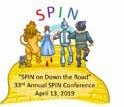 SPIN
"SPIN on Down the Road"
33rd Annual SPIN Conference
April 13, 2019